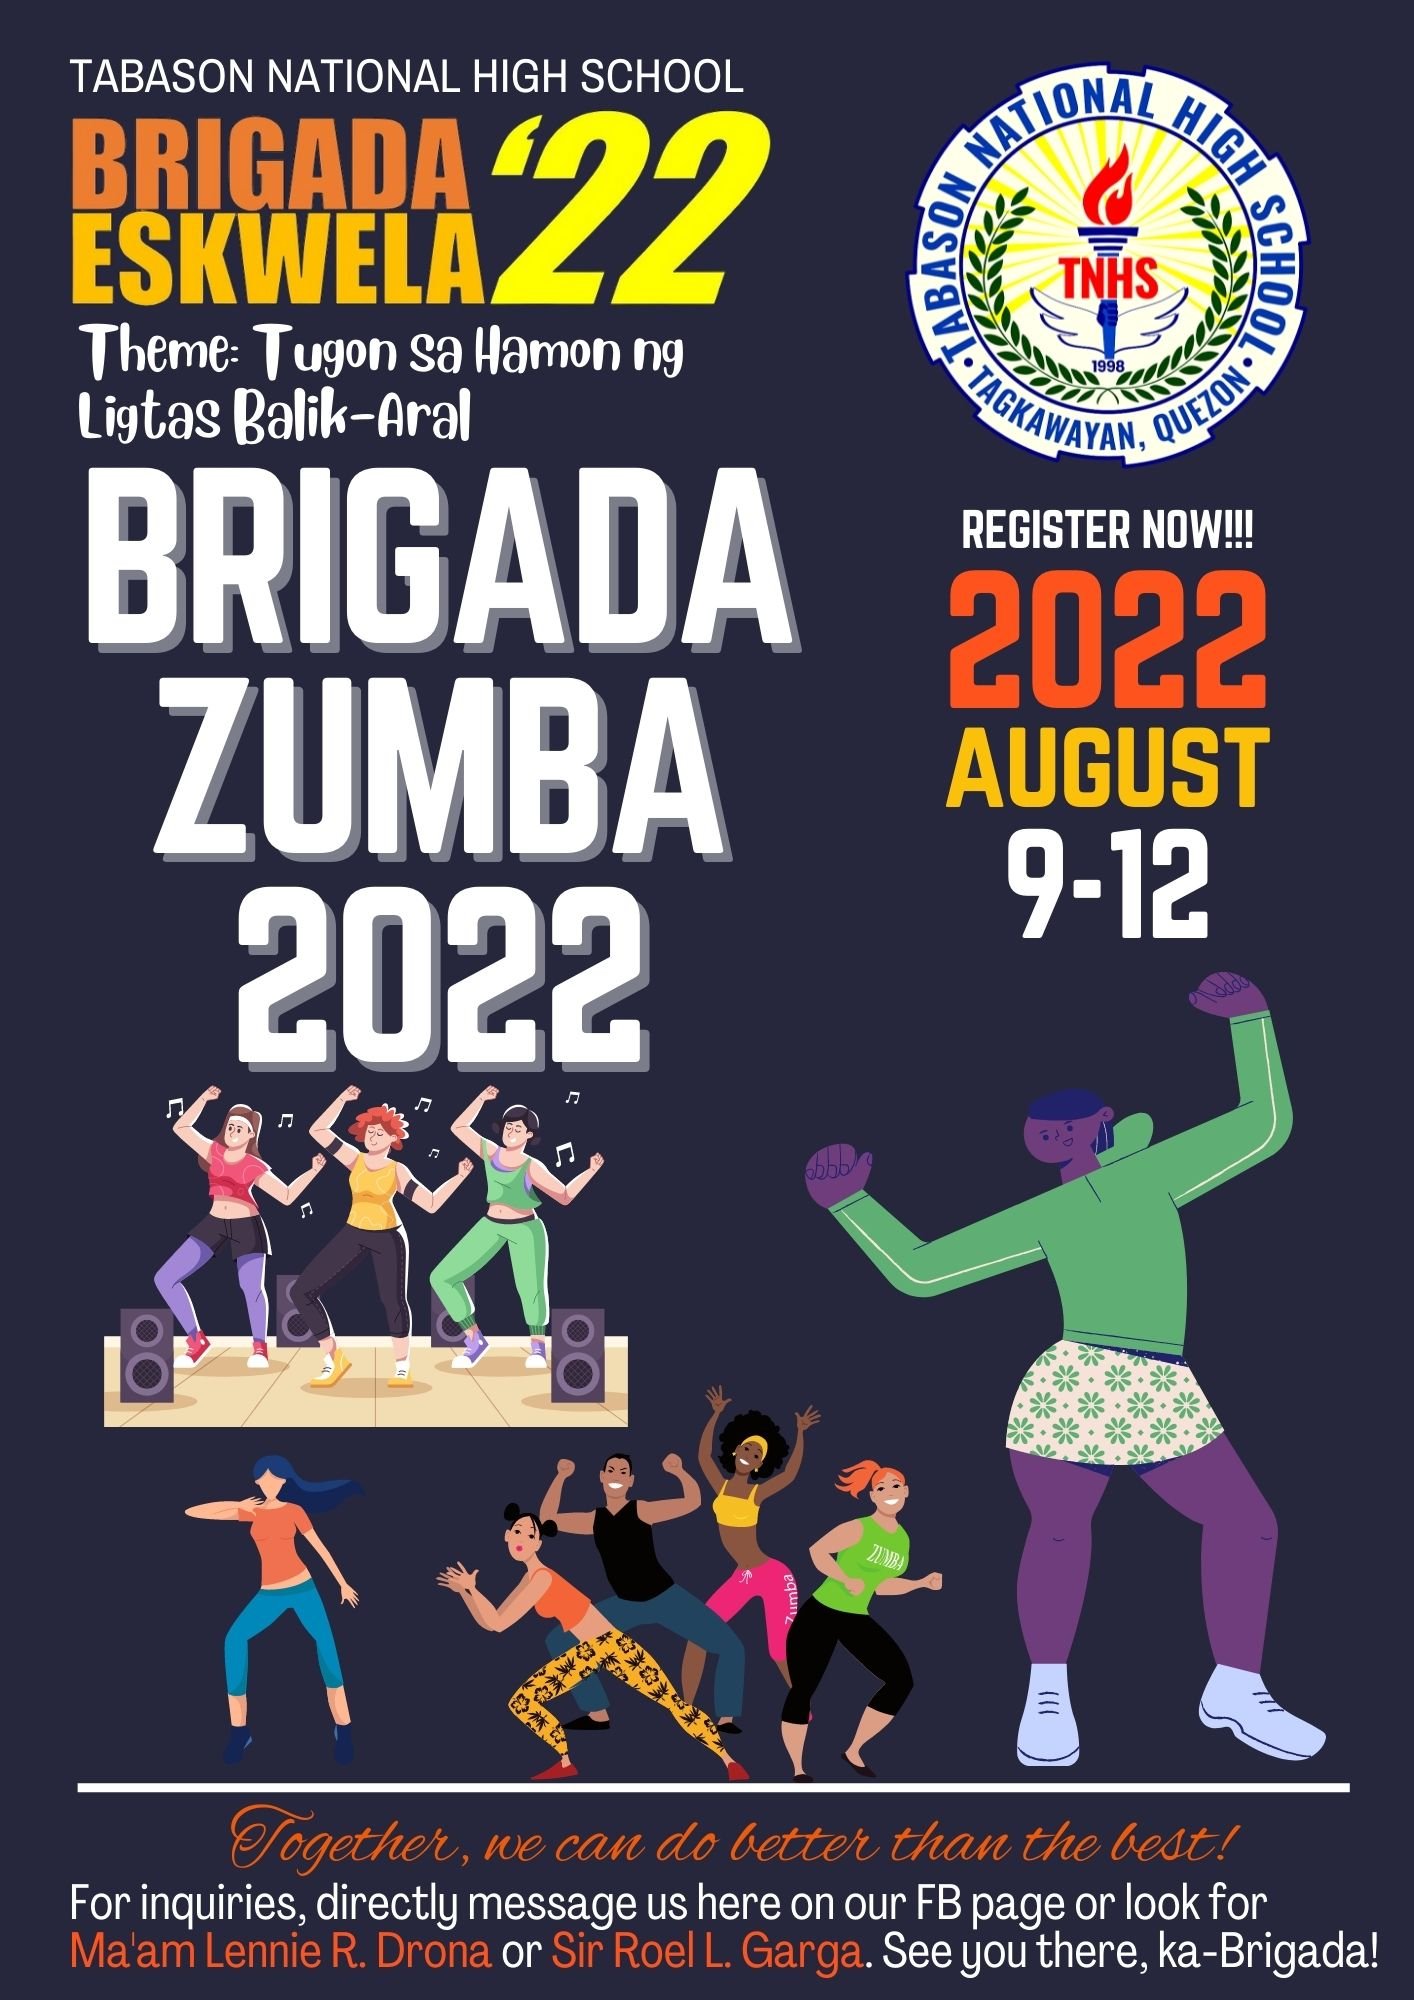 TABASON NATIONAL HIGH SCHOOL
BRIGADA
ESKWELA
'22
Theme: Tugon sa Hamon ng
Ligtas Balik-Aral
BRIGADA
ZUMBA
2022
TABASON NATIONAL HIGH SCHOOL
TNHS
1998
• TAGKAWAYAN, QUEZON •
REGISTER NOW!!!
2022
AUGUST
9-12
ZUMBA
Zumba
Together, we can do better than the best!
For inquiries, directly message us here on our FB page or look for
Ma'am Lennie R. Drona or Sir Roel L. Garga. See you there, ka-Brigada!